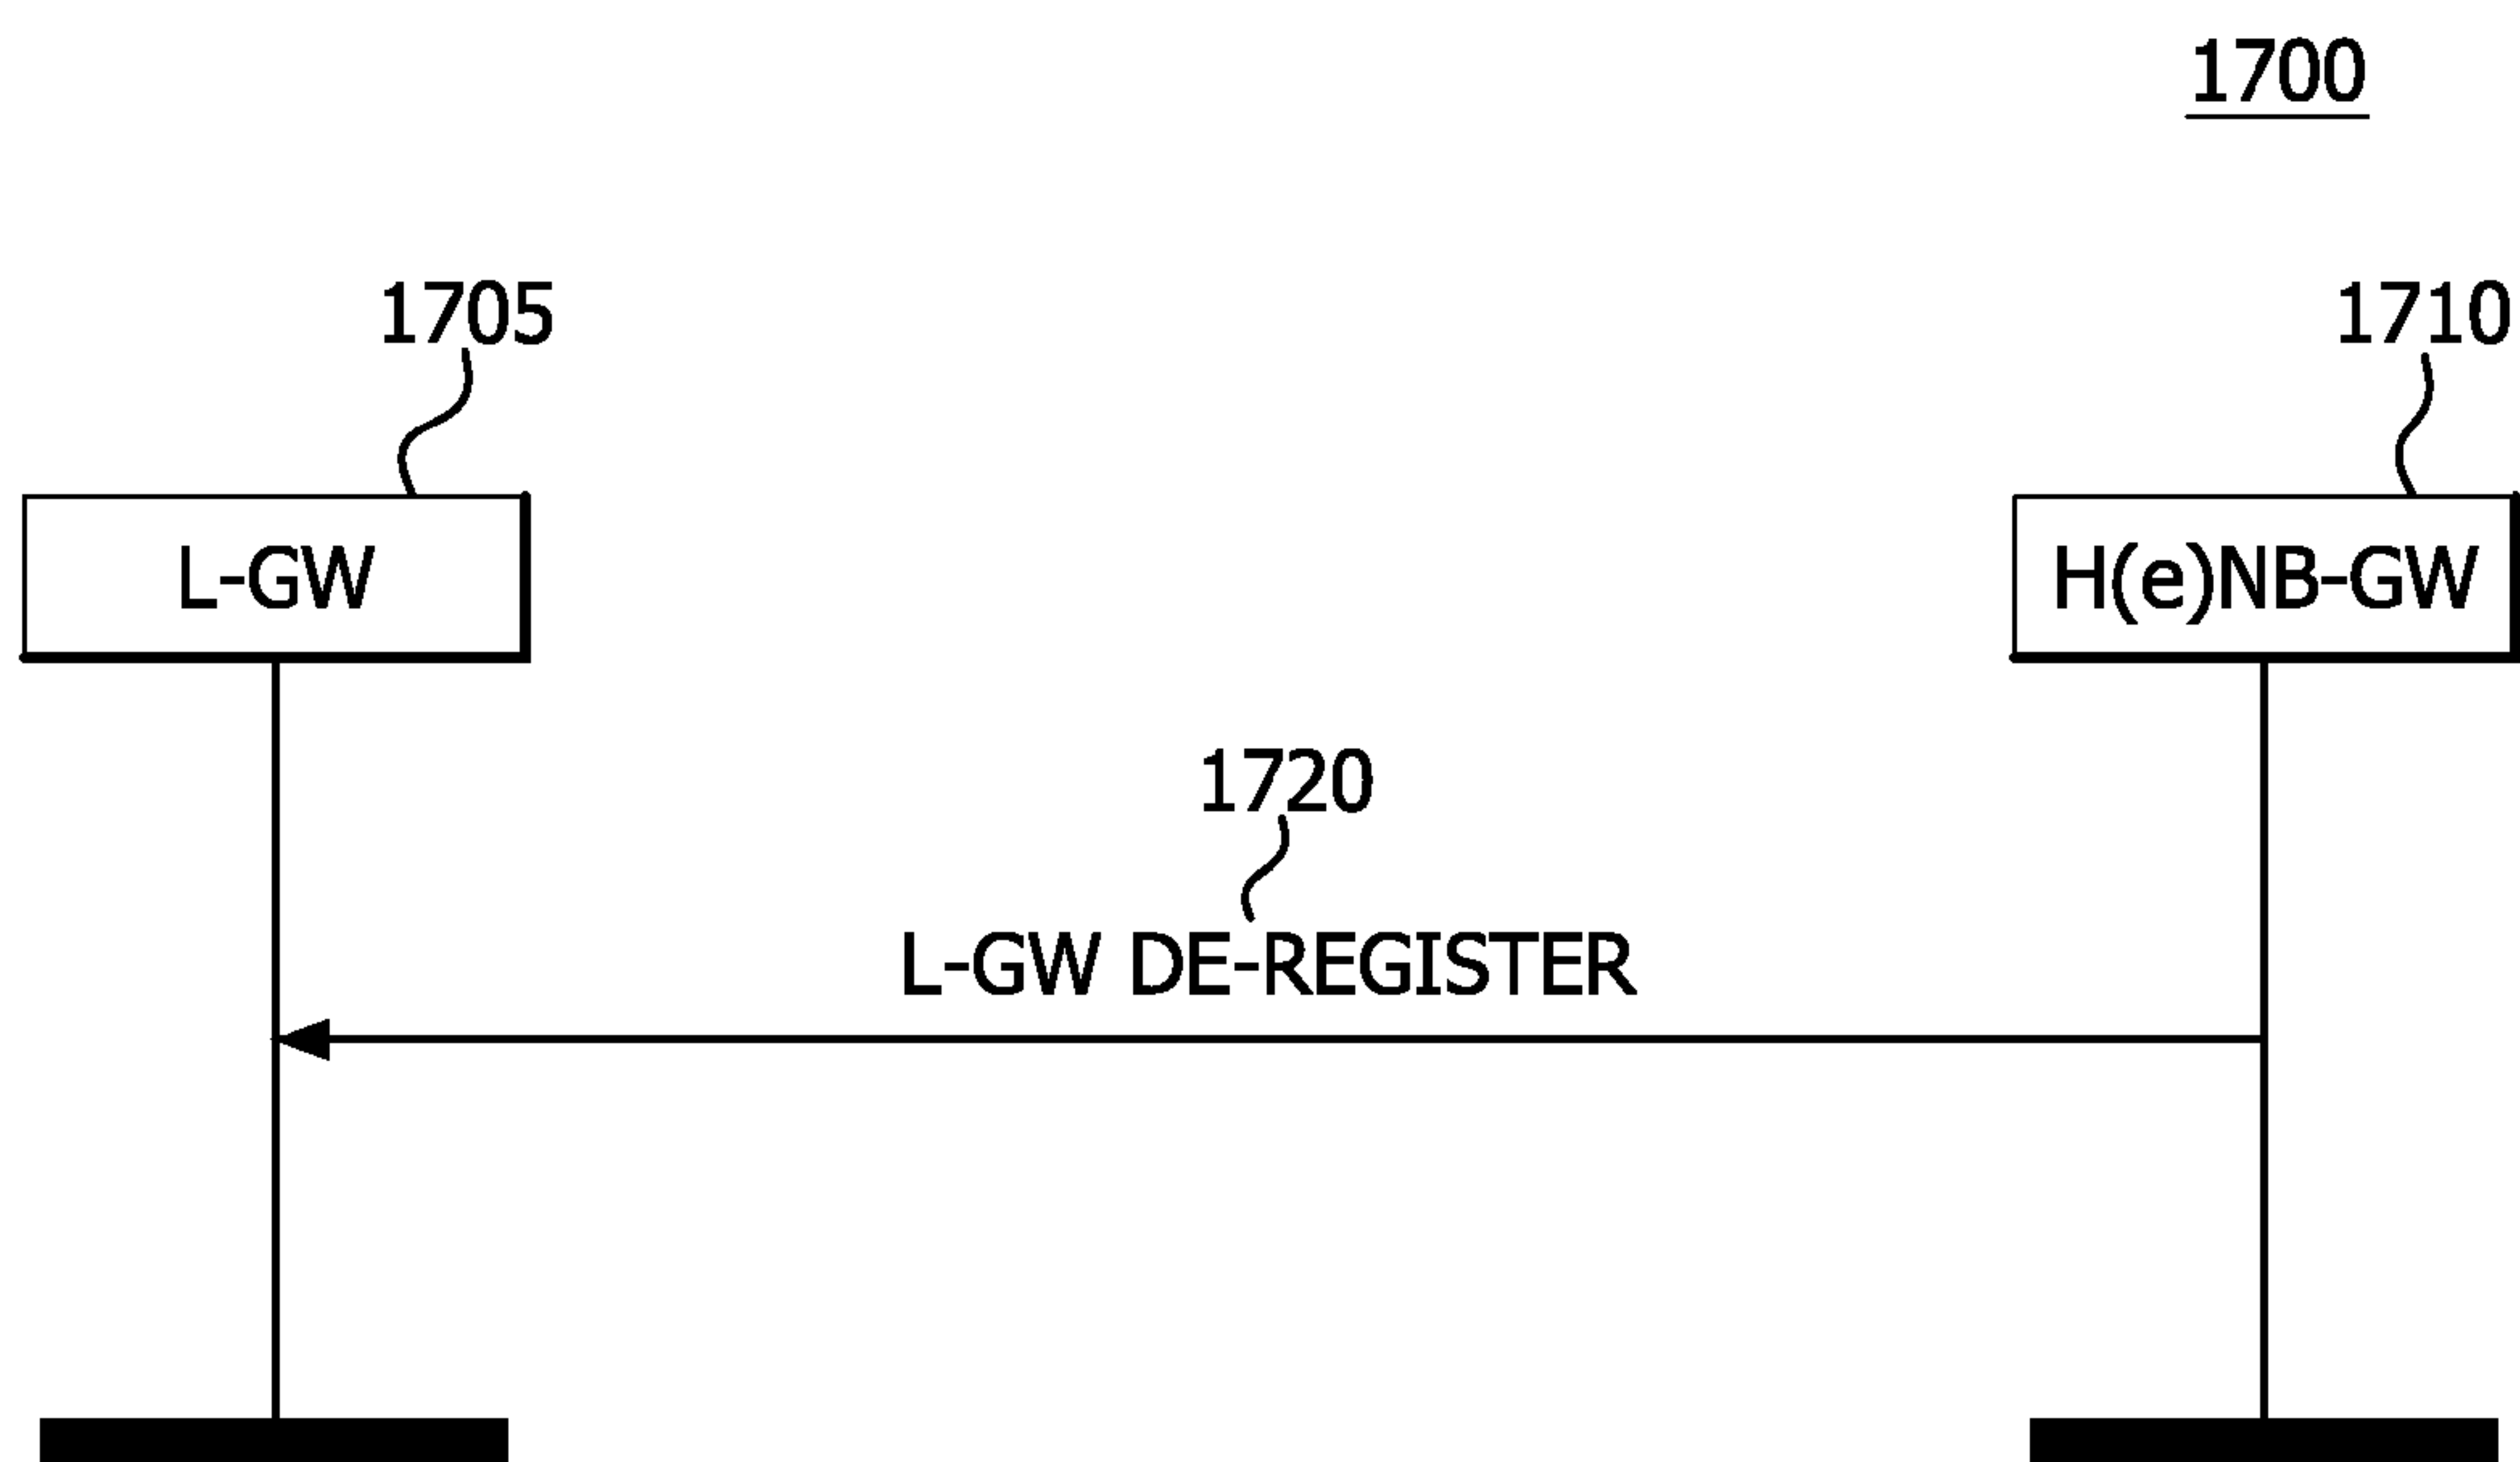 1700
1705
1710
L-GW
H(e)NB-GW
1720
L-GW DE-REGISTER